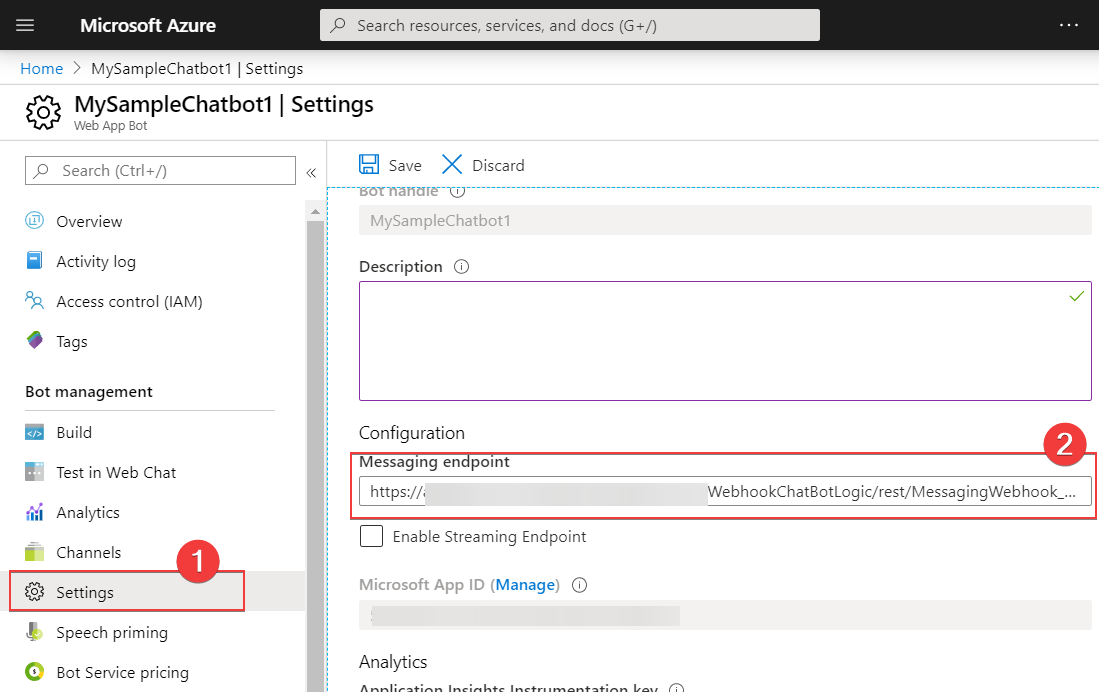 Microsoft Azure
Search resources, services, and docs (G+/)
Home > MySampleChatbot1 | Settings
MySampleChatbot1 | Settings
Web App Bot
Search (Ctrl+/)
«
Overview
Activity log
Access control (IAM)
Tags
Bot management
Build
Test in Web Chat
Analytics
Channels
1
Settings
Speech priming
Bot Service pricing
Save
Discard
Bot handle
MySampleChatbot1
Description
Configuration
2
Messaging endpoint
https:// WebhookChatBotLogic/rest/MessagingWebhook_...
Enable Streaming Endpoint
Microsoft App ID (Manage)
Analytics
Application Insights Instrumentation key